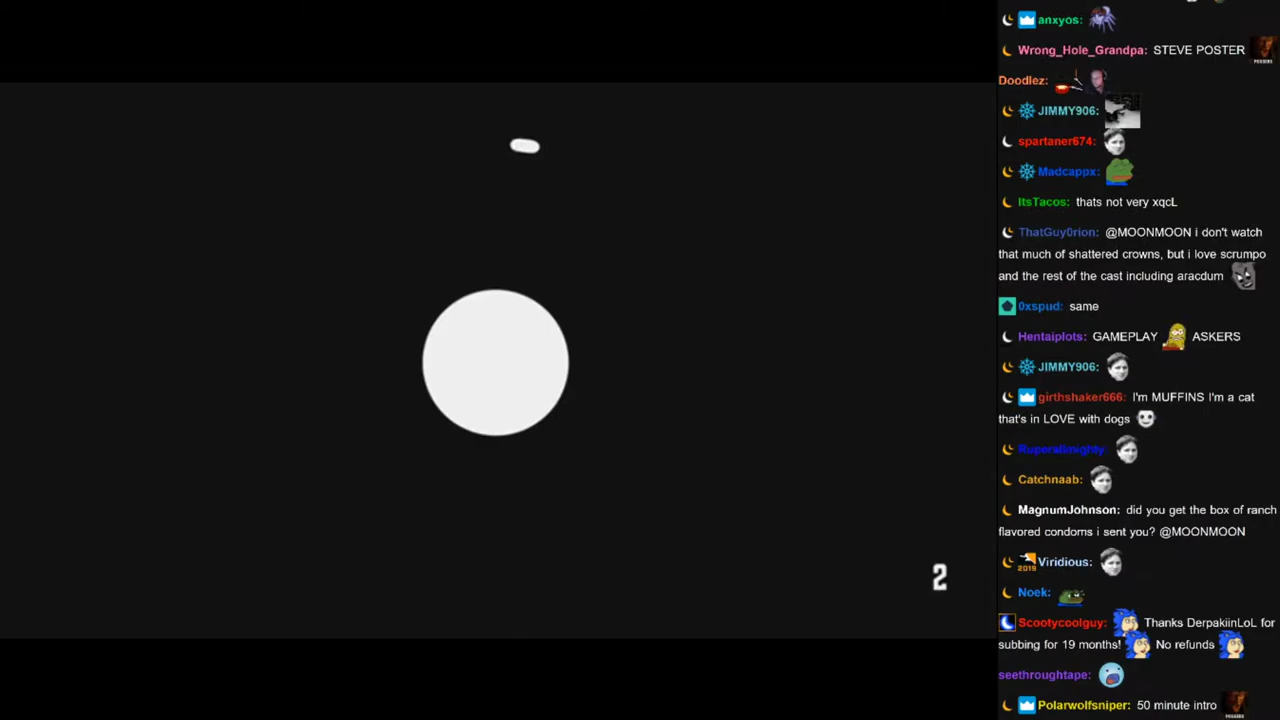 anxyos:
Wrong_Hole_Grandpa: STEVE POSTER
Doodlez:
JIMMY906:
spartaner674:
Madcappx:
ItsTacos: thats not very xqcL
ThatGuy0rion: @MOONMOON i don't watch
that much of shattered crowns, but i love scrumpo
and the rest of the cast including aracdum
0xspud: same
Hentaiplots: GAMEPLAY ASKERS
JIMMY906:
girthshaker666: I'm MUFFINS I'm a cat
that's in LOVE with dogs
Catchnaab:
MagnumJohnson: did you get the box of ranch
flavored condoms i sent you? @MOONMOON
2019 Viridious:
2
Noek:
Scootycoolguy: Thanks DerpakiinLoL for
subbing for 19 months! No refunds
seethroughtape:
Polarwolfsniper: 50 minute intro